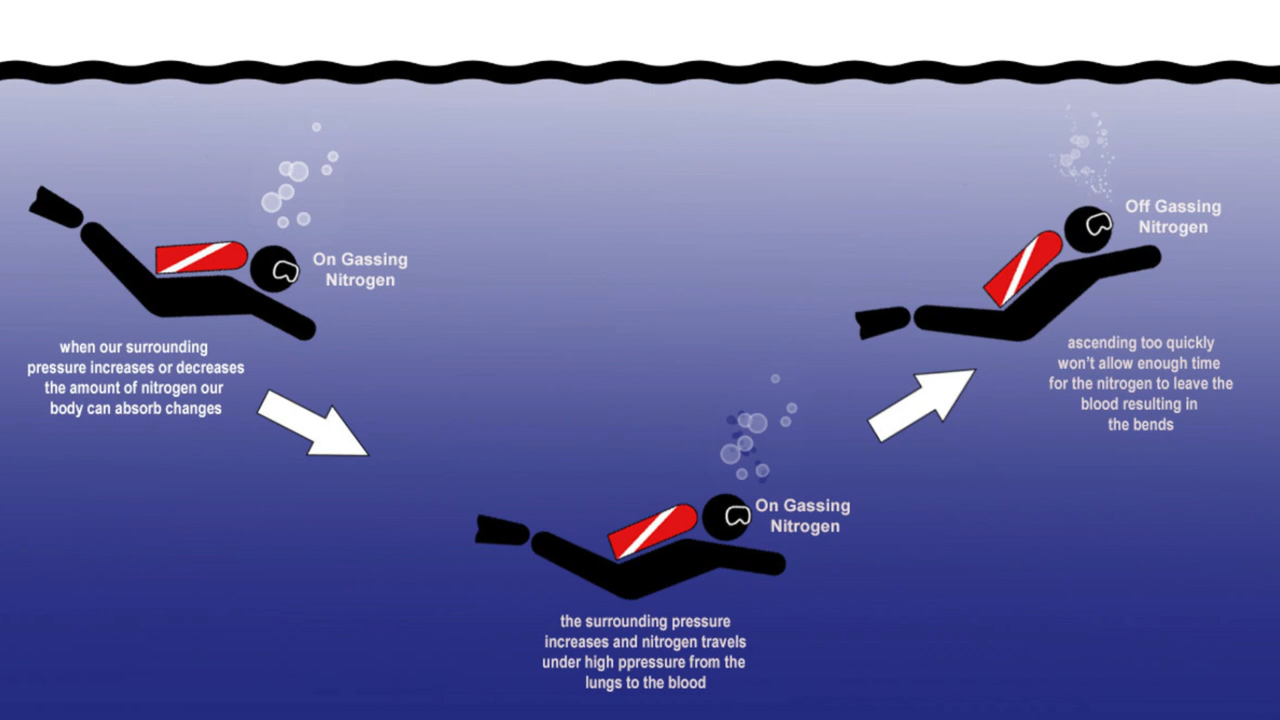 On Gassing
Nitrogen
when our surrounding
pressure increases or decreases
the amount of nitrogen our
body can absorb changes
On Gassing
Nitrogen
the surrounding pressure
increases and nitrogen travels
under high ppressure from the
lungs to the blood
Off Gassing
Nitrogen
ascending too quickly
won't allow enough time
for the nitrogen to leave the
blood resulting in
the bends